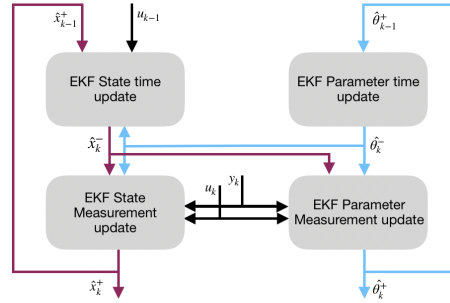 x̂⁺ₖ₋₁
uₖ₋₁
θ̂⁺ₖ₋₁
EKF State time
update
EKF Parameter time
update
x̂⁻ₖ
θ̂⁻ₖ
EKF State
Measurement
update
uₖ
yₖ
EKF Parameter
Measurement update
x̂⁺ₖ
θ̂⁺ₖ